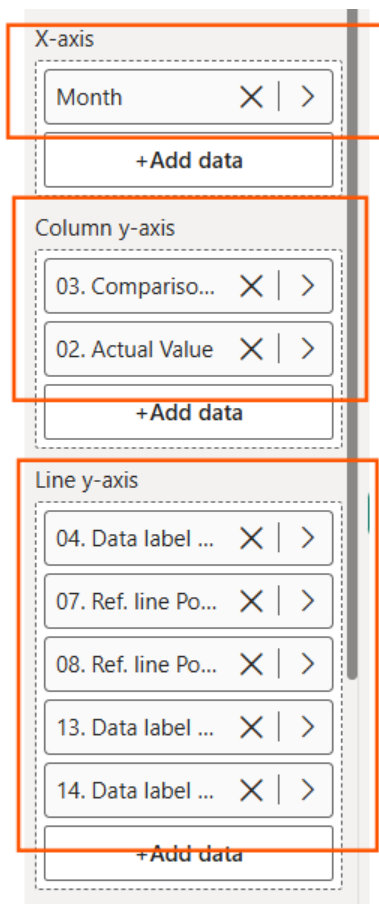 X-axis
Month
+Add data
Column y-axis
03. Compariso...
02. Actual Value
+Add data
Line y-axis
04. Data label ...
07. Ref. line Po...
08. Ref. line Po...
13. Data label ...
14. Data label ...
+Add data